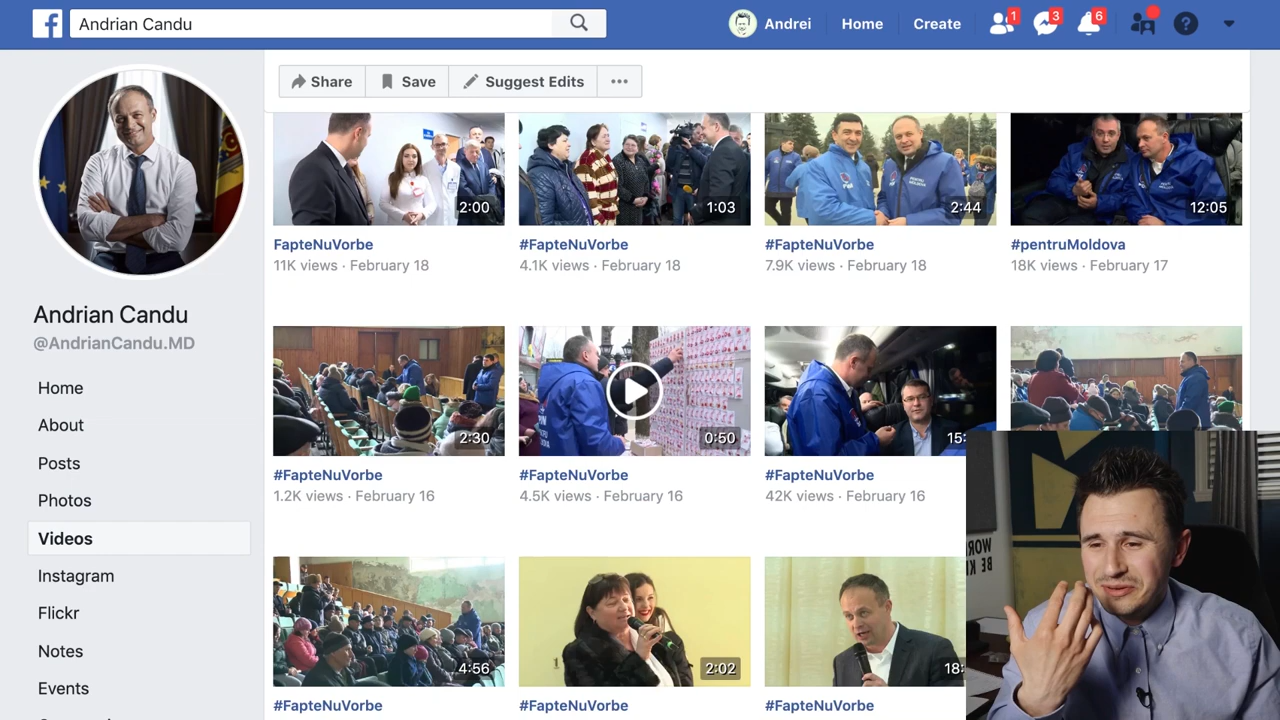 Andrian Candu
Andrei
Home
Create
1
3
6
Share
Save
Suggest Edits
2:00
1:03
2:44
12:05
FapteNuVorbe
#FapteNuVorbe
#FapteNuVorbe
#pentruMoldova
11K views · February 18
4.1K views · February 18
7.9K views · February 18
18K views · February 17
Andrian Candu
@AndrianCandu.MD
Home
About
Posts
Photos
Videos
Instagram
Flickr
Notes
Events
2:30
0:50
15:
#FapteNuVorbe
#FapteNuVorbe
#FapteNuVorbe
1.2K views · February 16
4.5K views · February 16
42K views · February 16
4:56
2:02
18:
#FapteNuVorbe
#FapteNuVorbe
#FapteNuVorbe